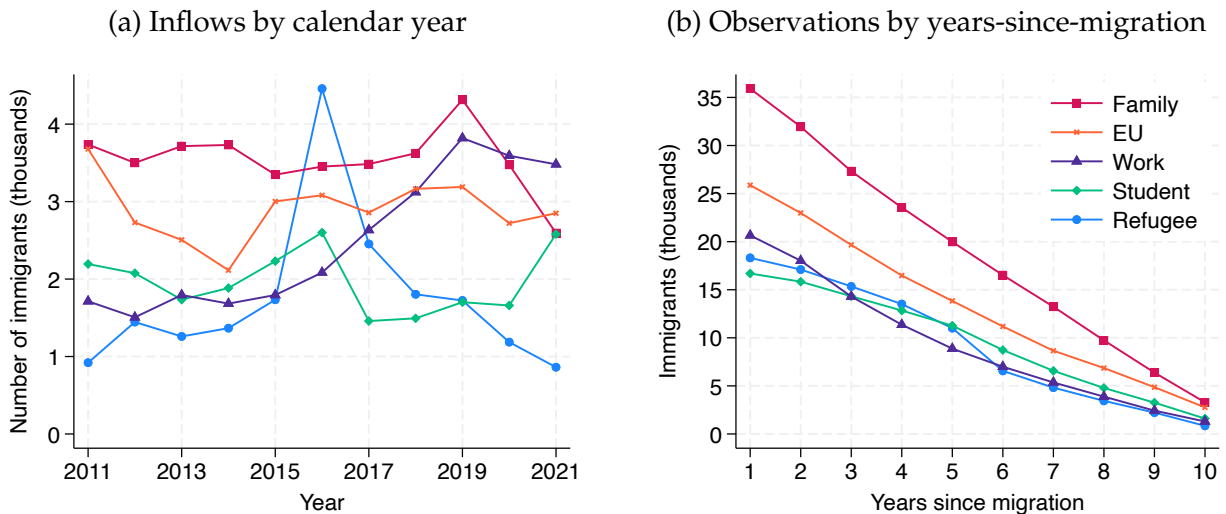 (a) Inflows by calendar year
Number of immigrants (thousands)
4
3
2
1
0
2011 2013 2015 2017 2019 2021
Year
(b) Observations by years-since-migration
Immigrants (thousands)
35
30
25
20
15
10
5
0
Family
EU
Work
Student
Refugee
1 2 3 4 5 6 7 8 9 10
Years since migration